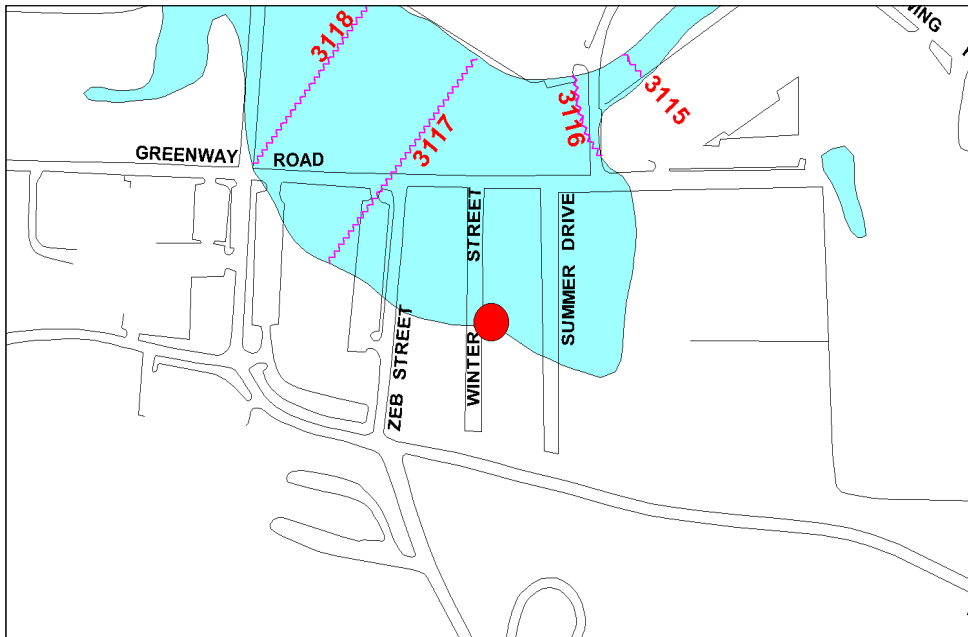 3118
3117
3116
3115
GREENWAY ROAD
WINTER STREET
SUMMER DRIVE
ZEB STREET